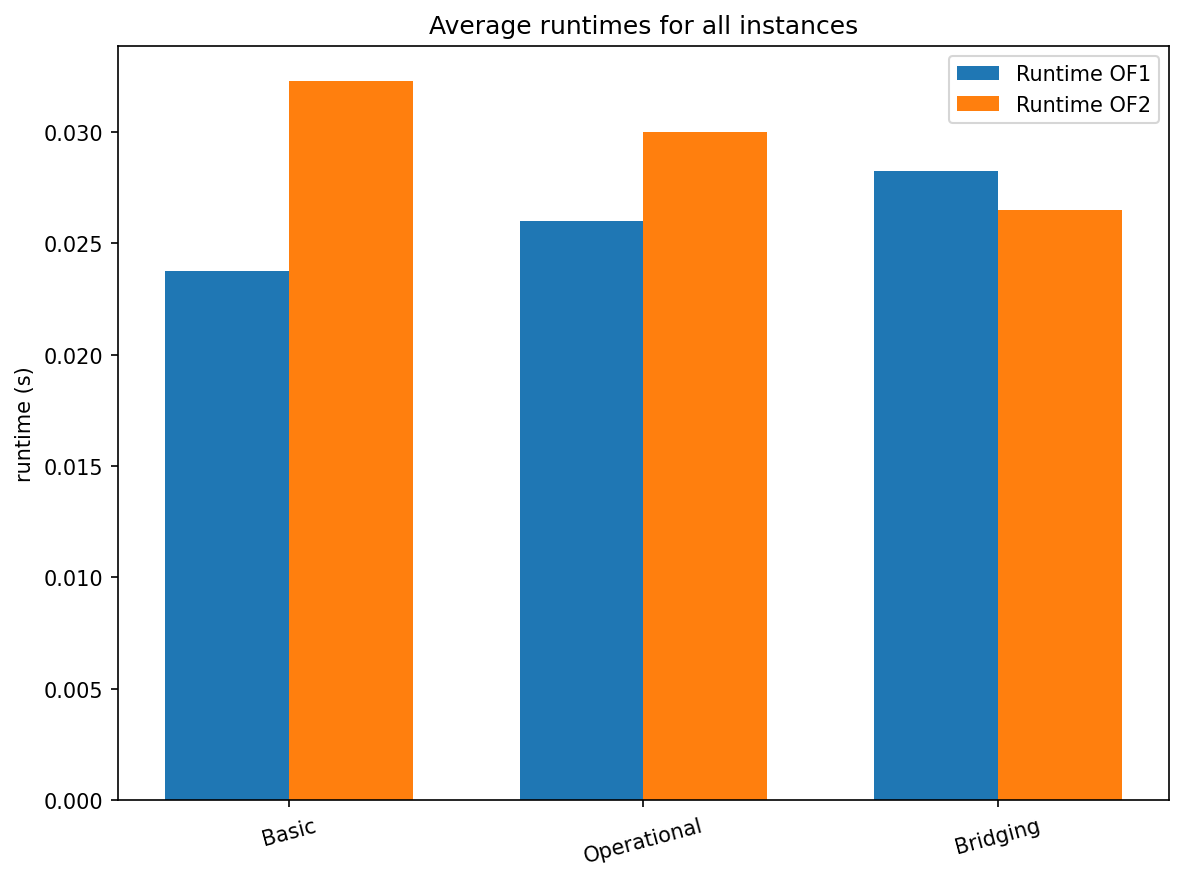 Average runtimes for all instances
Runtime OF1
Runtime OF2
runtime (s)
0.030
0.025
0.020
0.015
0.010
0.005
0.000
Basic
Operational
Bridging